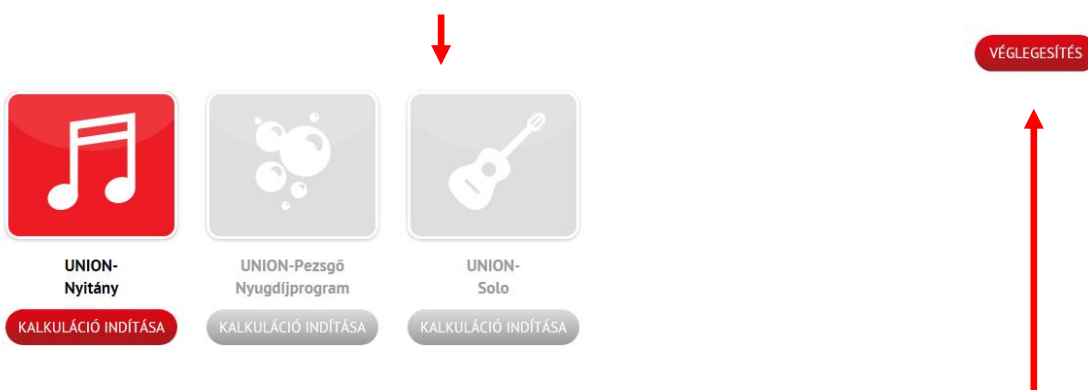 VÉGLEGESÍTÉS
UNION-
Nyitány
UNION-Pezsgő
Nyugdíjprogram
UNION-
Solo
KALKULÁCIÓ INDÍTÁSA
KALKULÁCIÓ INDÍTÁSA
KALKULÁCIÓ INDÍTÁSA